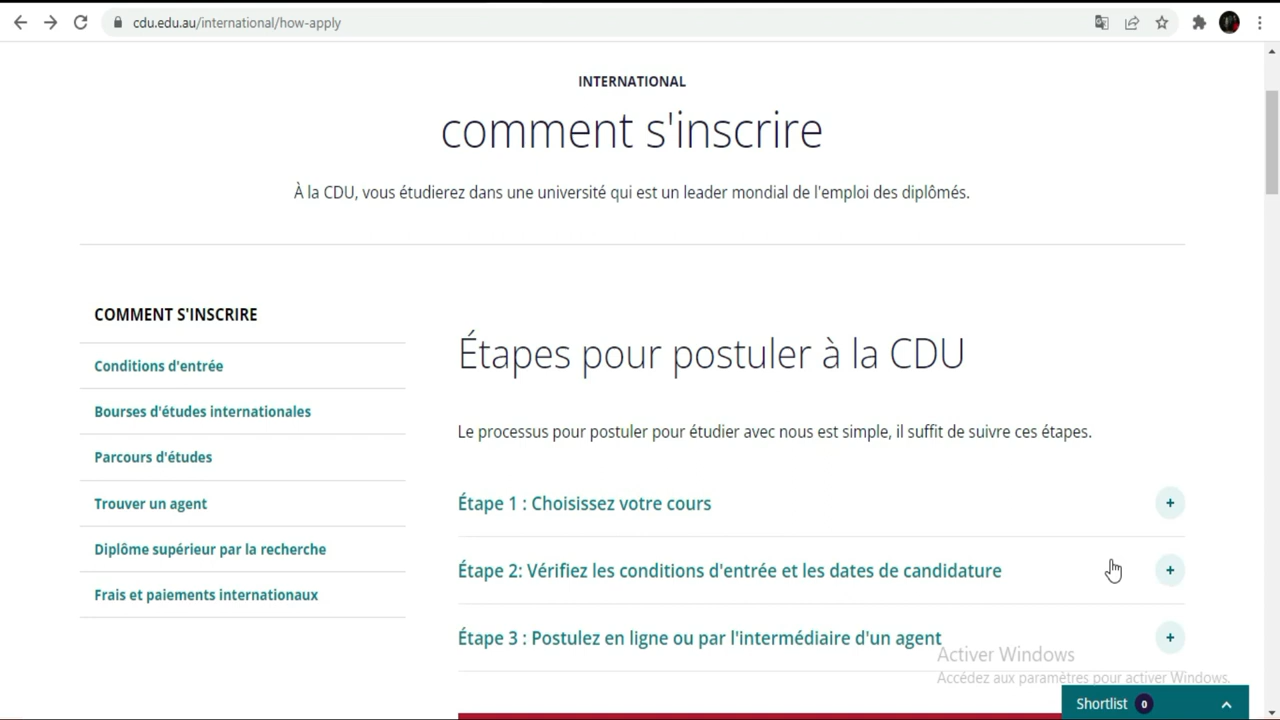 cdu.edu.au/international/how-apply
INTERNATIONAL
comment s'inscrire
À la CDU, vous étudierez dans une université qui est un leader mondial de l'emploi des diplômés.
COMMENT S'INSCRIRE
Conditions d'entrée
Bourses d'études internationales
Parcours d'études
Trouver un agent
Diplôme supérieur par la recherche
Frais et paiements internationaux
Étapes pour postuler à la CDU
Le processus pour postuler pour étudier avec nous est simple, il suffit de suivre ces étapes.
Étape 1 : Choisissez votre cours
Étape 2: Vérifiez les conditions d'entrée et les dates de candidature
Étape 3 : Postulez en ligne ou par l'intermédiaire d'un agent
Activer Windows
Accédez aux paramètres pour activer Windows.
Shortlist 0